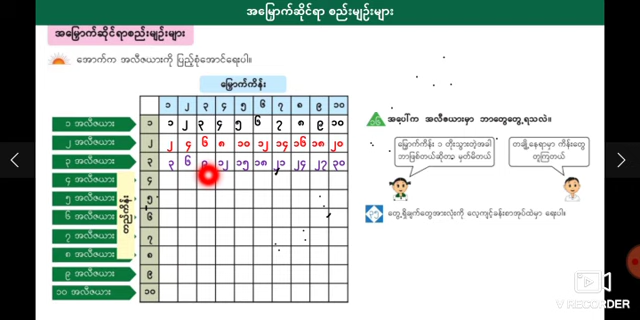 အမြှောက်ဆိုင်ရာ စည်းမျဉ်းများ
အမြှောက်ဆိုင်ရာစည်းမျဉ်းများ
အောက်က အလီဇယားကို ပြည့်စုံအောင်ရေးပါ။
မြှောက်ကိန်း
၁ ၂ ၃ ၄ ၅ ၆ ၇ ၈ ၉ ၁၀
၁ အလီဇယား ၁ ၁ ၂ ၃ ၄ ၅ ၆ ၇ ၈ ၉ ၁၀
၂ အလီဇယား ၂ ၂ ၄ ၆ ၈ ၁၀ ၁၂ ၁၄ ၁၆ ၁၈ ၂၀
၃ အလီဇယား ၃ ၃ ၆ ၉ ၁၂ ၁၅ ၁၈ ၂၁ ၂၄ ၂၇ ၃၀
၄ အလီဇယား ၄
၅ အလီဇယား ၅
၆ အလီဇယား ၆
၇ အလီဇယား ၇
၈ အလီဇယား ၈
၉ အလီဇယား ၉
၁၀ အလီဇယား ၁၀
တည်ကိန်း
အပေါ်က အလီဇယားမှာ ဘာတွေတွေ့ရသလဲ။
မြှောက်ကိန်း ၁ တိုးသွားတဲ့အခါ
ဘာဖြစ်တယ်ဆိုတာ မှတ်မိတယ်
တချို့နေရာမှာ ကိန်းတွေ
တူကြတယ်
၃၅ တွေ့ရှိချက်တွေအားလုံးကို လေ့ကျင့်ခန်းစာအုပ်ထဲမှာ ရေးပါ။
V RECORDER